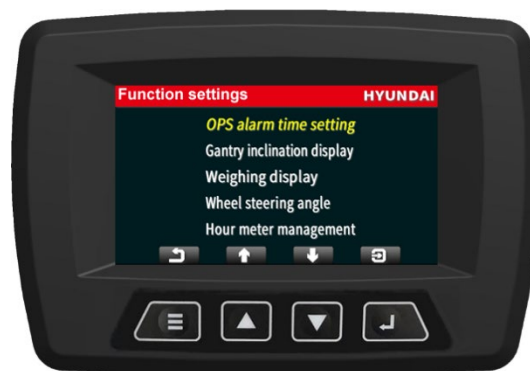 Function settings HYUNDAI
OPS alarm time setting
Gantry inclination display
Weighing display
Wheel steering angle
Hour meter management